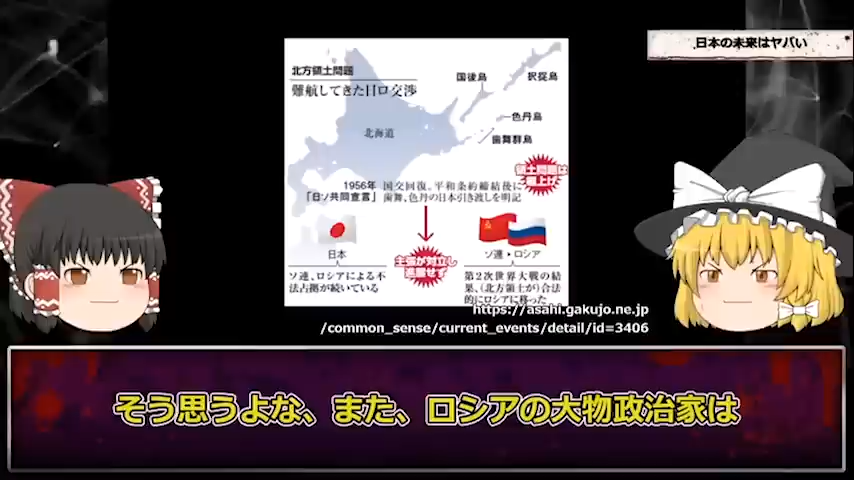 日本の未来はヤバい
北方領土問題
難航してきた日ロ交渉
国後島
択捉島
色丹島
歯舞群島
北海道
領土問題は
棚上げ
1956年
「日ソ共同宣言」
国交回復。平和条約締結後に
歯舞、色丹の日本引き渡しを明記
日本
主張が対立し
進展せず
ソ連▶ロシア
ソ連、ロシアによる不
法占拠が続いている
第2次世界大戦の結
果、(北方領土が)合法
的にロシアに移った
https://asahi.gakujo.ne.jp
/common_sense/current_events/detail/id=3406
そう思うよな、また、ロシアの大物政治家は